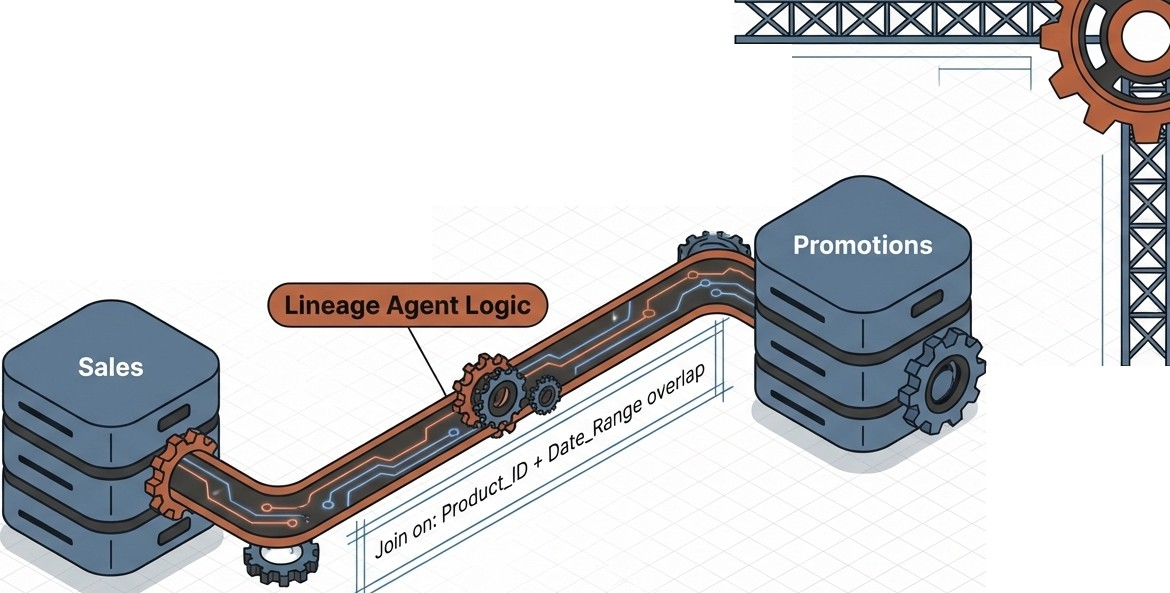 Promotions
Lineage Agent Logic
Sales
Join on: Product_ID + Date_Range overlap